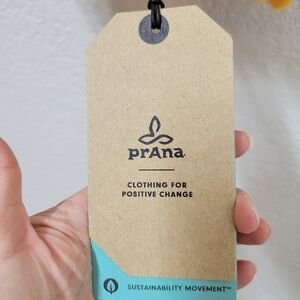 prAna
CLOTHING FOR
POSITIVE CHANGE
SUSTAINABILITY MOVEMENT™